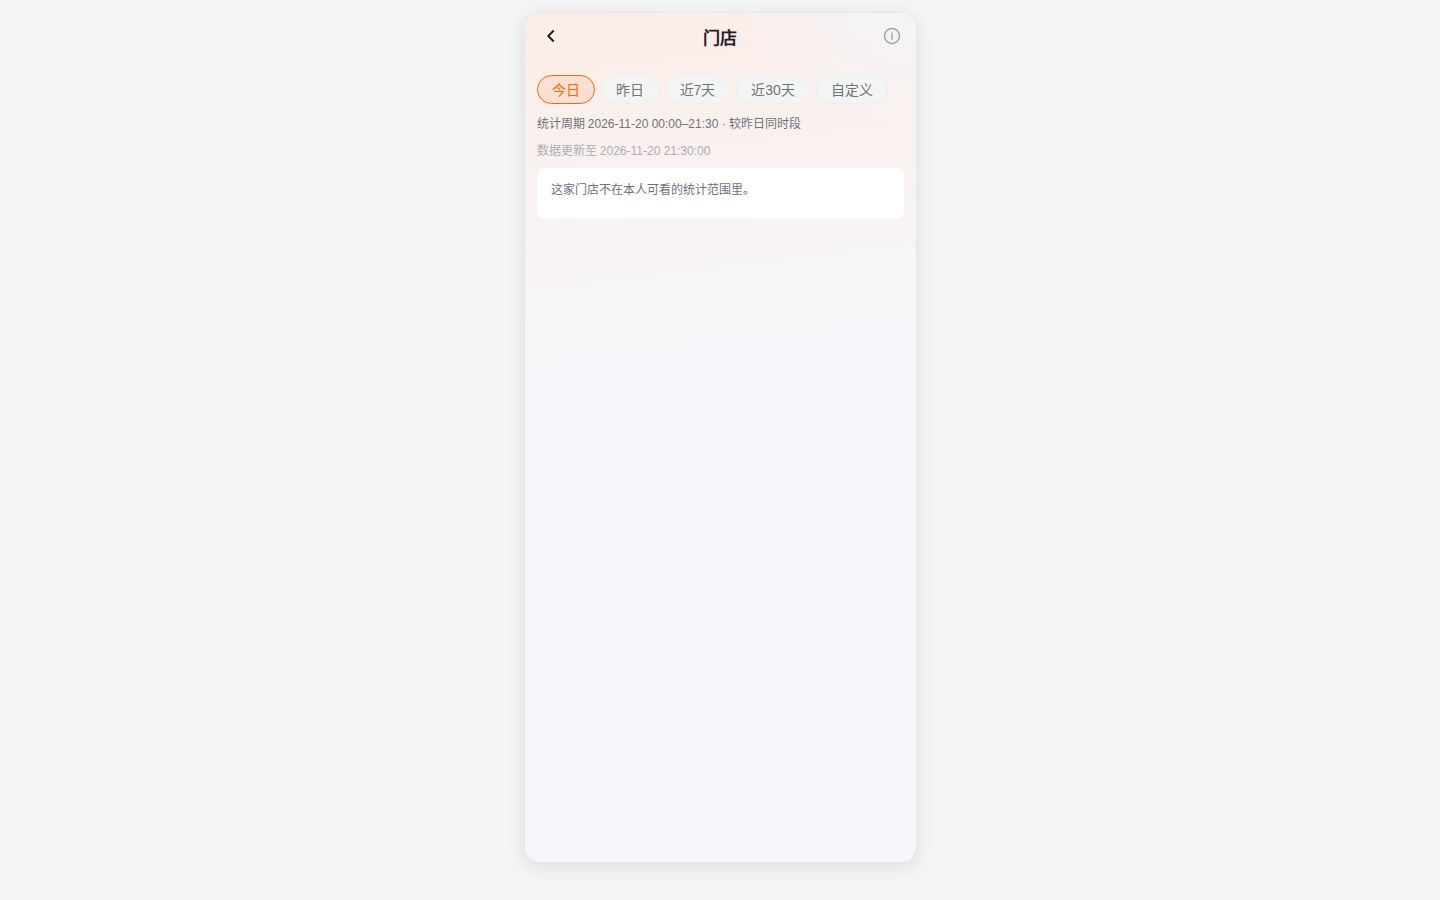 门店
今日 昨日 近7天 近30天 自定义
统计周期 2026-11-20 00:00–21:30 · 较昨日同时段
数据更新至 2026-11-20 21:30:00
这家门店不在本人可看的统计范围里。